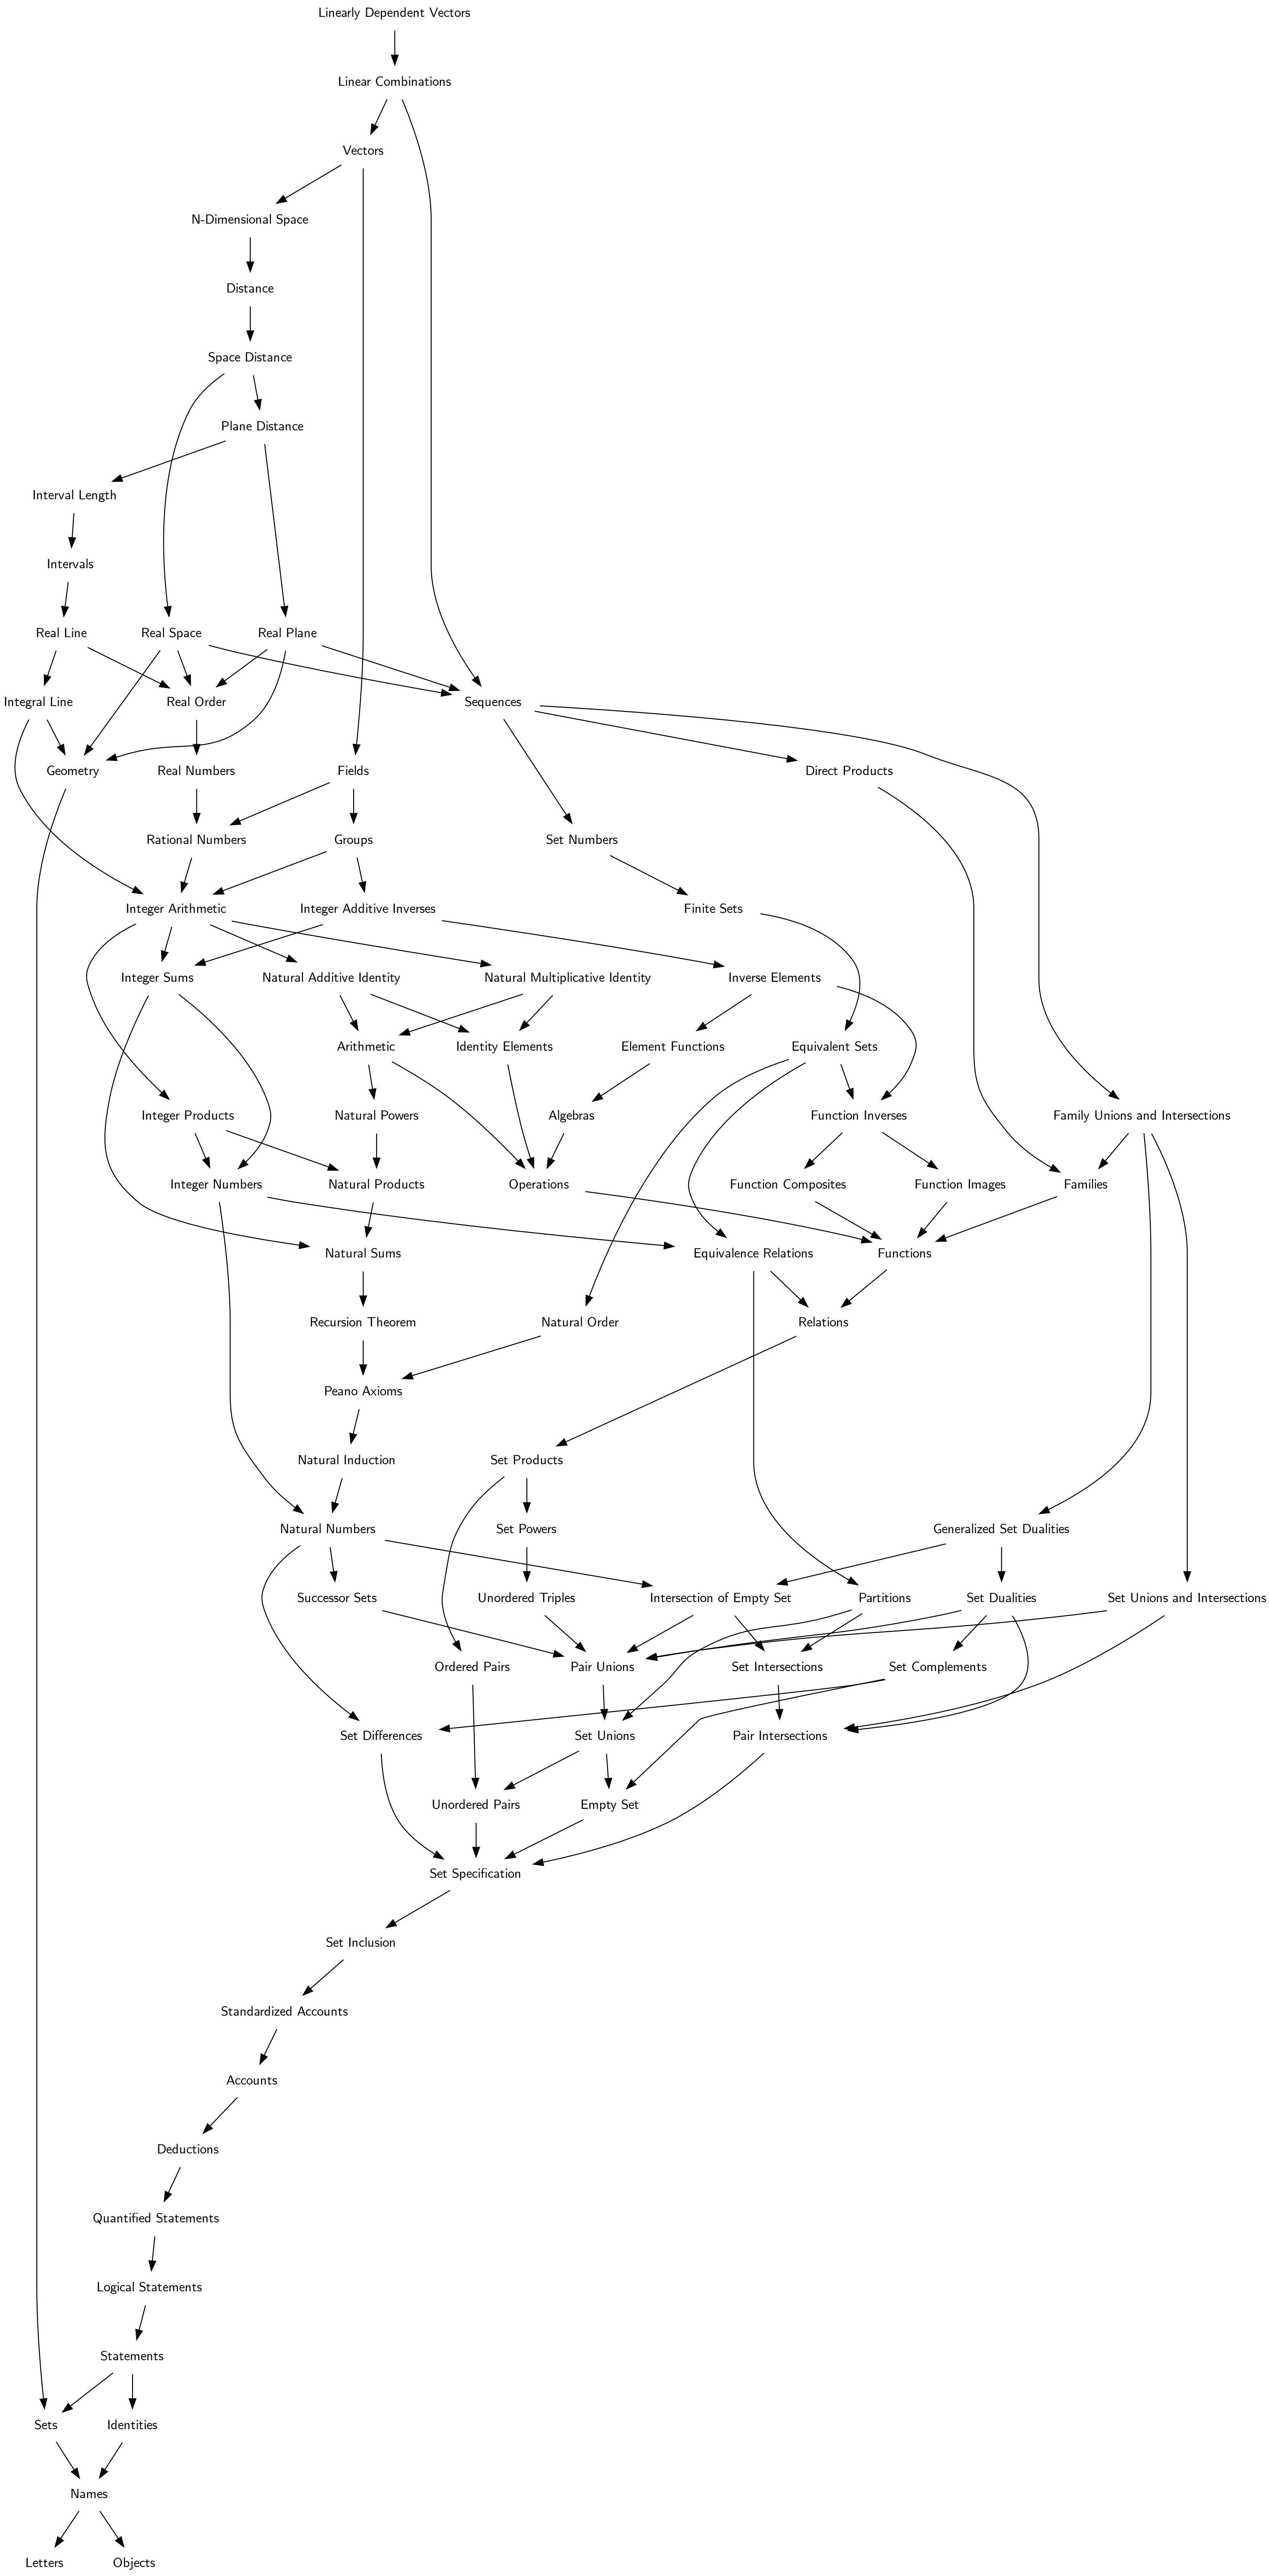 Linearly Dependent Vectors
Linear Combinations
Vectors
N-Dimensional Space
Distance
Space Distance
Plane Distance
Interval Length
Intervals
Real Line
Real Space
Real Plane
Integral Line
Real Order
Sequences
Geometry
Real Numbers
Fields
Direct Products
Rational Numbers
Groups
Set Numbers
Integer Arithmetic
Integer Additive Inverses
Finite Sets
Integer Sums
Natural Additive Identity
Natural Multiplicative Identity
Inverse Elements
Arithmetic
Identity Elements
Element Functions
Equivalent Sets
Integer Products
Natural Powers
Algebras
Function Inverses
Family Unions and Intersections
Integer Numbers
Natural Products
Operations
Function Composites
Function Images
Families
Natural Sums
Equivalence Relations
Functions
Recursion Theorem
Natural Order
Relations
Peano Axioms
Natural Induction
Set Products
Natural Numbers
Set Powers
Generalized Set Dualities
Successor Sets
Unordered Triples
Intersection of Empty Set
Partitions
Set Dualities
Set Unions and Intersections
Ordered Pairs
Pair Unions
Set Intersections
Set Complements
Set Differences
Set Unions
Pair Intersections
Unordered Pairs
Empty Set
Set Specification
Set Inclusion
Standardized Accounts
Accounts
Deductions
Quantified Statements
Logical Statements
Statements
Sets
Identities
Names
Letters
Objects